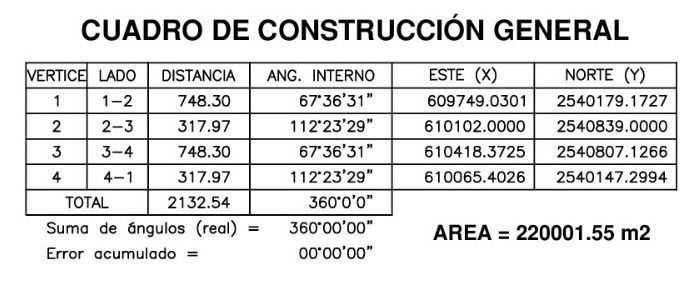 CUADRO DE CONSTRUCCIÓN GENERAL
VERTICE LADO DISTANCIA ANG. INTERNO ESTE (X) NORTE (Y)
1 1-2 748.30 67°36'31" 609749.0301 2540179.1727
2 2-3 317.97 112°23'29" 610102.0000 2540839.0000
3 3-4 748.30 67°36'31" 610418.3725 2540807.1266
4 4-1 317.97 112°23'29" 610065.4026 2540147.2994
TOTAL 2132.54 360°0'0"
Suma de ángulos (real) = 360°00'00"
Error acumulado = 00°00'00"
AREA = 220001.55 m2